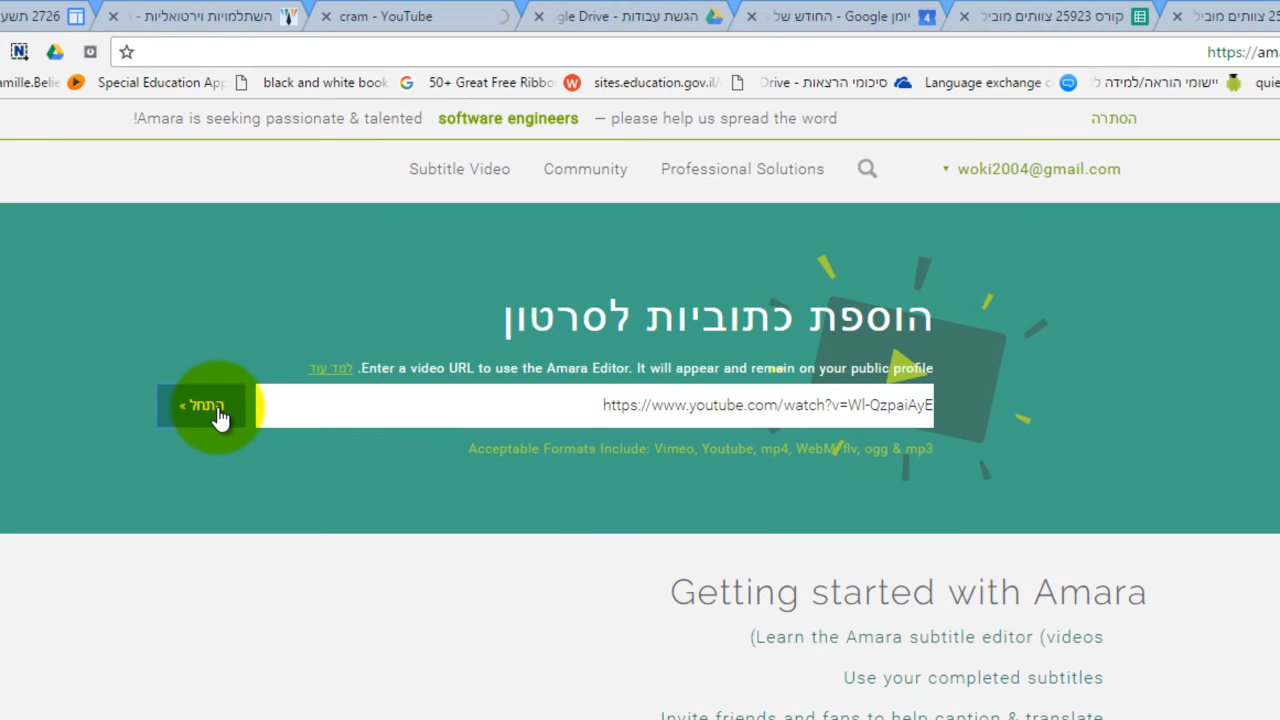 2726 תשע
השתלמויות וירטואליות -
cram - YouTube
הגשת עבודות - gle Drive
יומן Google - החודש של
קורס 25923 צוותים מוביל
צוותים מוביל 25
https://ama
amille.Belie
Special Education App
black and white book
50+ Great Free Ribbo
sites.education.gov.il/
סיכומי הרצאות - Drive
Language exchange c
יישומי הוראה/למידה ל
quie
!Amara is seeking passionate & talented software engineers — please help us spread the word
הסתרה
Subtitle Video
Community
Professional Solutions
woki2004@gmail.com
הוספת כתוביות לסרטון
.Enter a video URL to use the Amara Editor. It will appear and remain on your public profile למד עוד
https://www.youtube.com/watch?v=Wl-QzpaiAyE
התחל »
Acceptable Formats Include: Vimeo, Youtube, mp4, WebM, flv, ogg & mp3
Getting started with Amara
(Learn the Amara subtitle editor (videos
Use your completed subtitles
Invite friends and fans to help caption & translate